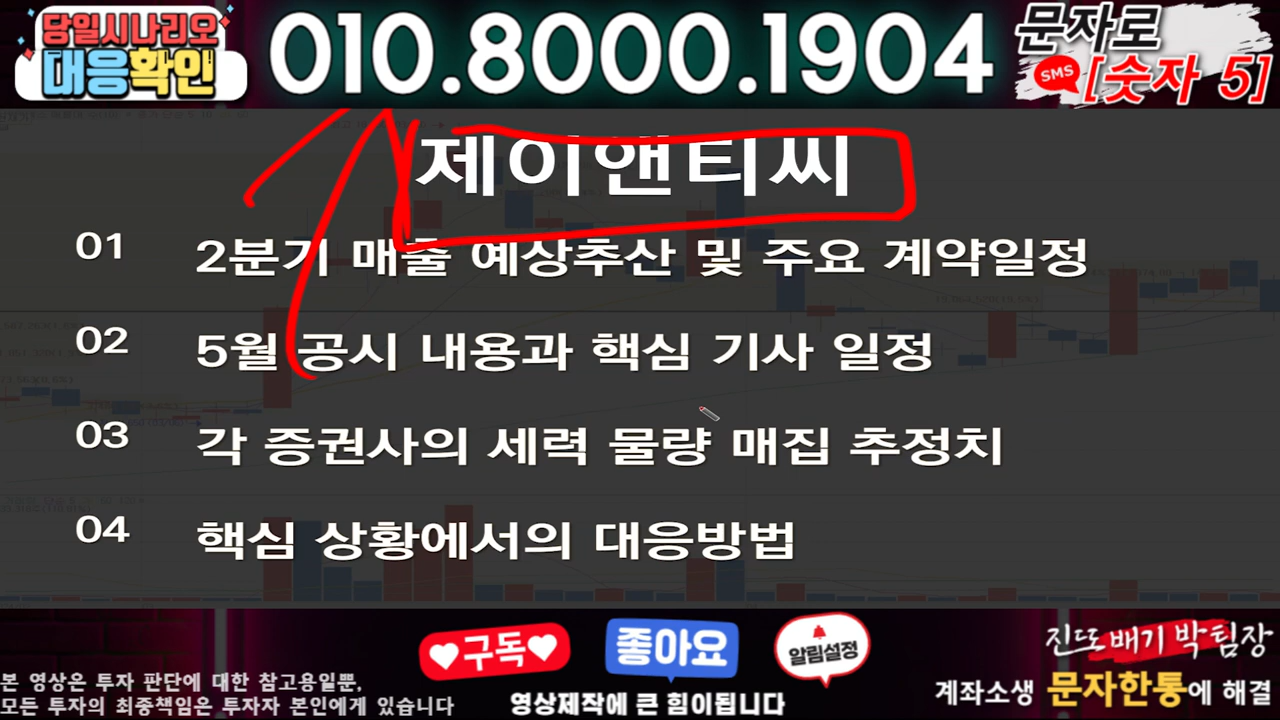 당일시나리오
대응확인
010.8000.1904
문자로
SMS
[숫자 5]
제이앤티씨
01 2분기 매출 예상추산 및 주요 계약일정
02 5월 공시 내용과 핵심 기사 일정
03 각 증권사의 세력 물량 매집 추정치
04 핵심 상황에서의 대응방법
구독
좋아요
알림설정
영상제작에 큰 힘이됩니다
본 영상은 투자 판단에 대한 참고용일뿐,
모든 투자의 최종책임은 투자자 본인에게 있습니다
진또배기 박팀장
계좌소생 문자한통에 해결